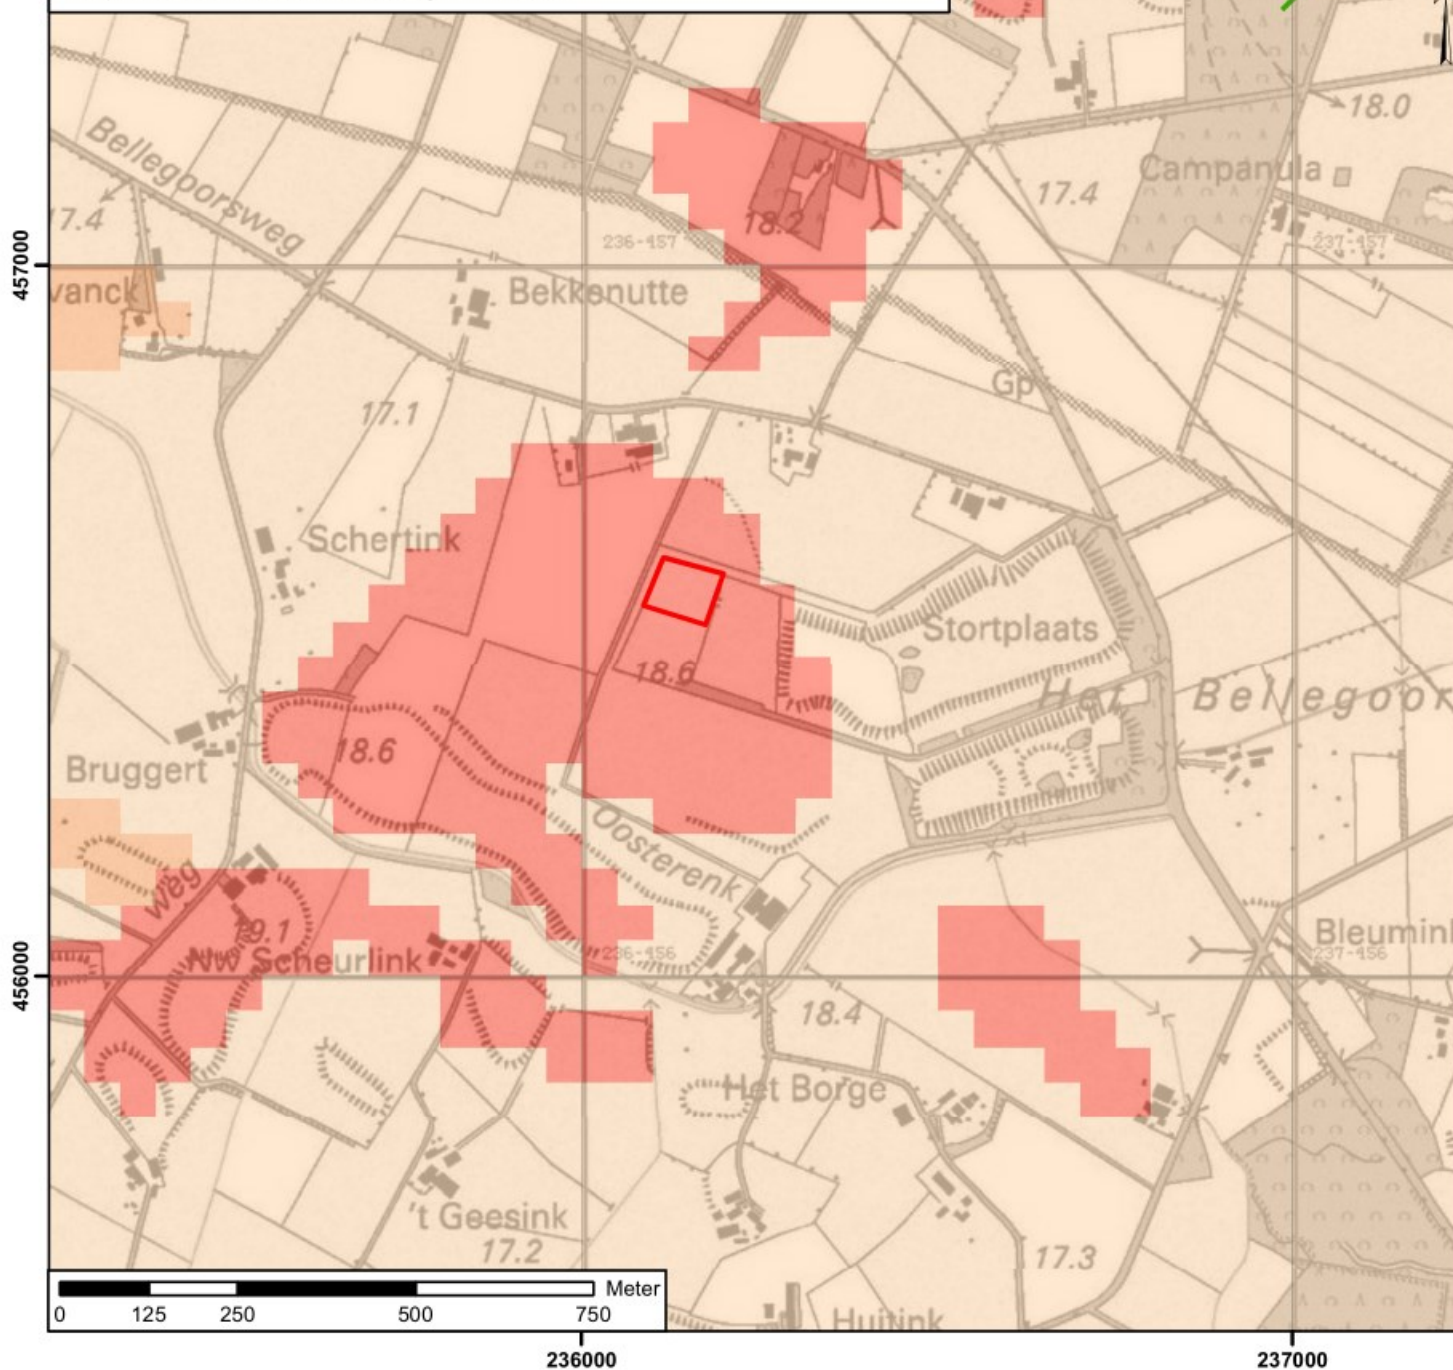 18.0
Bellegoorsweg
Campanula
17.4
17.4
18.2
236-457
237-457
457000
vanck
Bekkenutte
Gp
17.1
Schertink
Stortplaats
18.6
Het Bellegoor
18.6
Bruggert
Oosterenk
weg
19.1
Bleumink
Nw Scheurlink
236-456
237-456
456000
18.4
Het Borge
't Geesink
17.2
17.3
Meter
0 125 250 500 750
Huitink
236000
237000